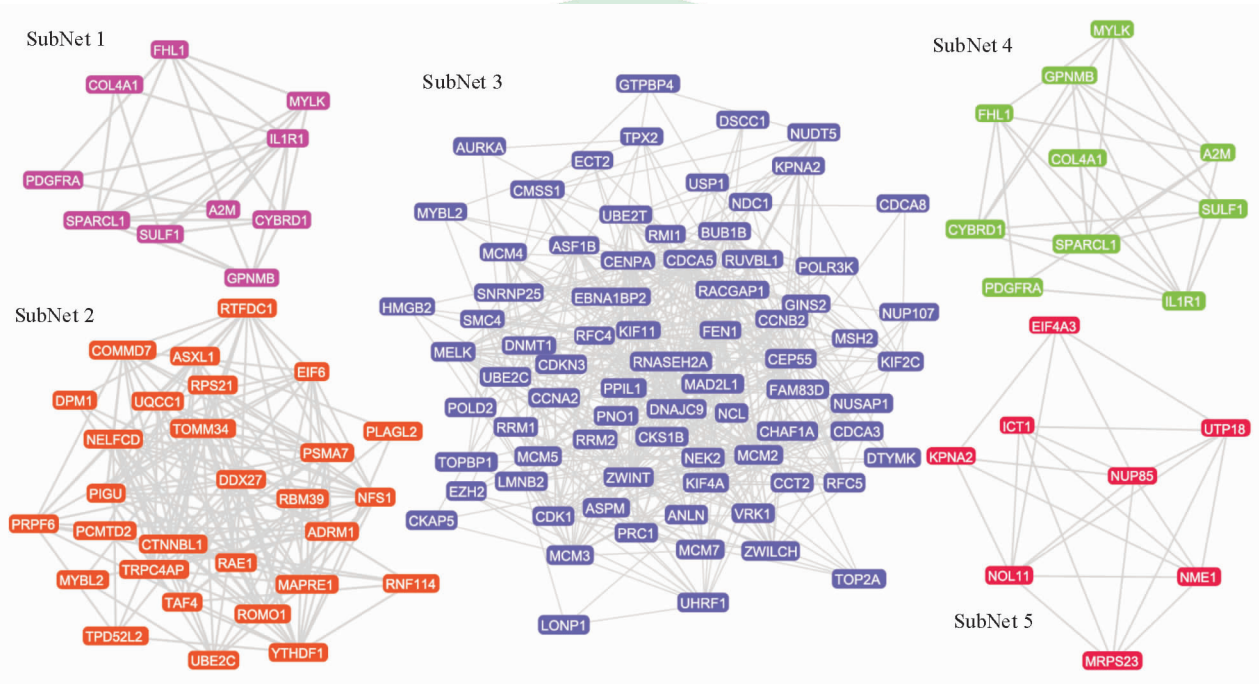 SubNet 1
FHL1
COL4A1
MYLK
IL1R1
PDGFRA
A2M
SPARCL1
CYBRD1
SULF1
GPNMB
SubNet 2
RTFDC1
COMMD7
ASXL1
EIF6
RPS21
DPM1
UQCC1
TOMM34
PLAGL2
NELFCD
PSMA7
DDX27
PIGU
RBM39
NFS1
PRPF6
PCMTD2
ADRM1
CTNNBL1
RAE1
TRPC4AP
MYBL2
MAPRE1
RNF114
TAF4
ROMO1
TPD52L2
YTHDF1
UBE2C
SubNet 3
GTPBP4
DSCC1
NUDT5
TPX2
AURKA
ECT2
KPNA2
USP1
CMSS1
NDC1
CDCA8
MYBL2
UBE2T
RMI1
BUB1B
ASF1B
MCM4
CENPA
CDCA5
RUVBL1
POLR3K
SNRNP25
EBNA1BP2
RACGAP1
GINS2
HMGB2
NUP107
SMC4
CCNB2
KIF11
FEN1
RFC4
MSH2
DNMT1
MELK
CDKN3
RNASEH2A
CEP55
KIF2C
UBE2C
PPIL1
MAD2L1
FAM83D
CCNA2
NUSAP1
POLD2
PNO1
DNAJC9
NCL
RRM1
CHAF1A
CDCA3
RRM2
CKS1B
MCM5
NEK2
MCM2
DTYMK
TOPBP1
LMNB2
ZWINT
KIF4A
CCT2
RFC5
EZH2
CKAP5
CDK1
ASPM
ANLN
VRK1
PRC1
MCM3
MCM7
ZWILCH
TOP2A
UHRF1
LONP1
SubNet 4
MYLK
GPNMB
FHL1
COL4A1
A2M
SULF1
CYBRD1
SPARCL1
PDGFRA
IL1R1
EIF4A3
ICT1
UTP18
KPNA2
NUP85
NOL11
NME1
SubNet 5
MRPS23